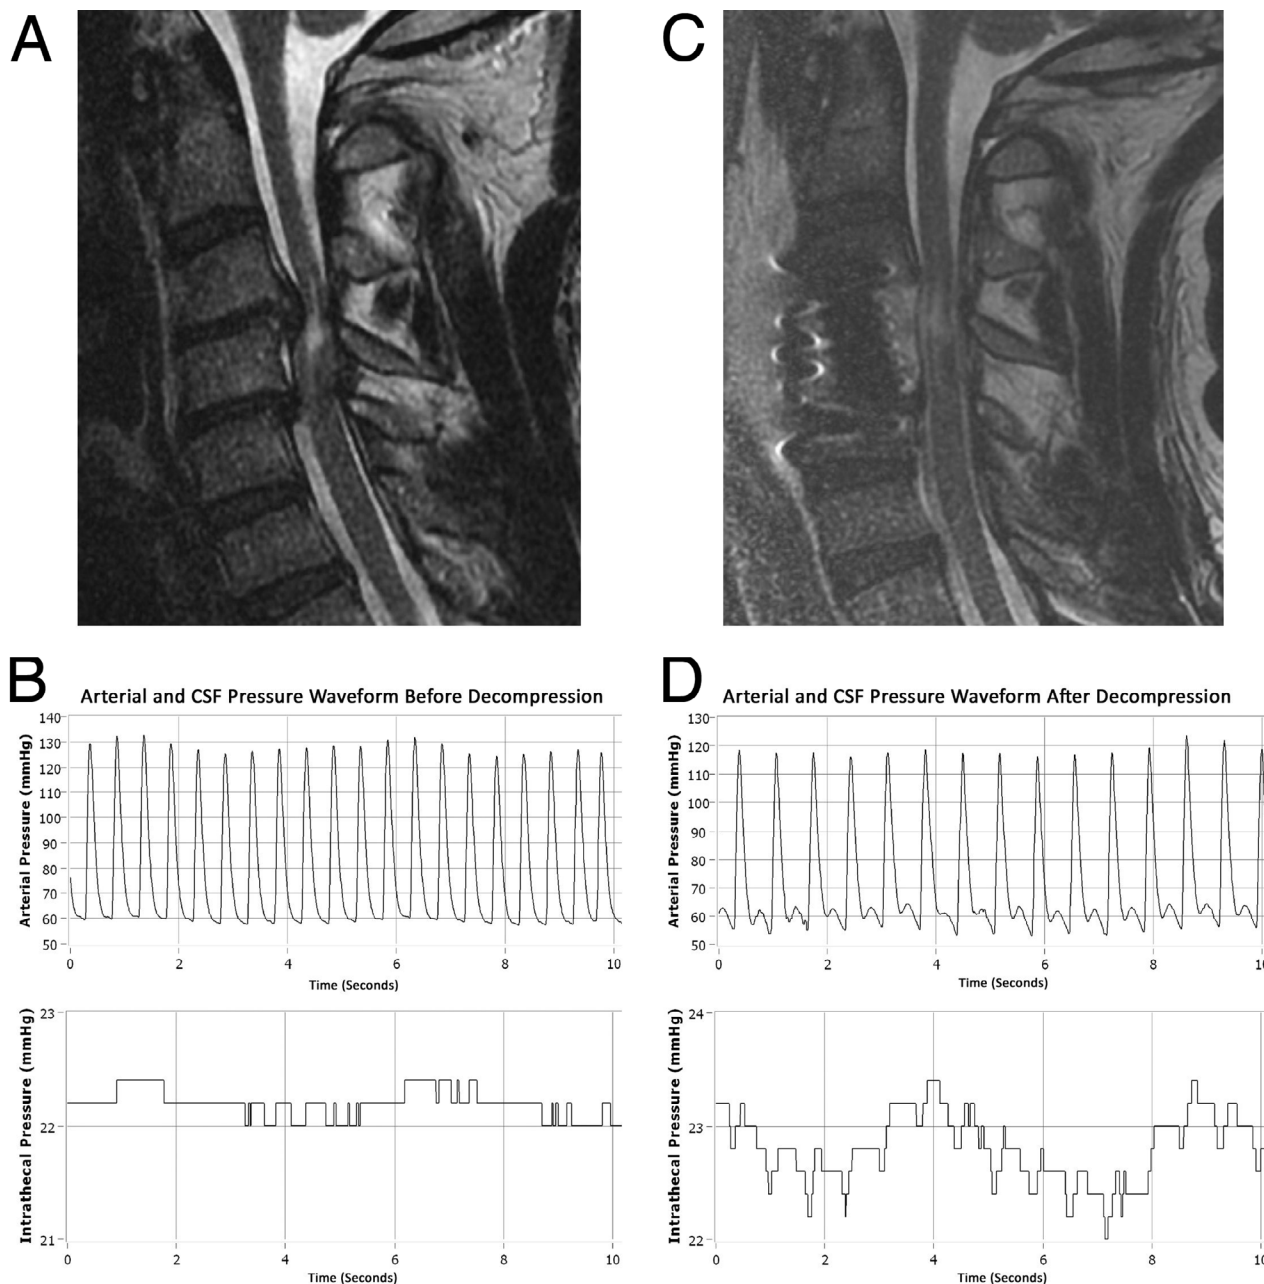 A
C
B
Arterial and CSF Pressure Waveform Before Decompression
Arterial Pressure (mmHg)
140
130
120
110
100
90
80
70
60
50
0 2 4 6 8 10
Time (Seconds)
Intrathecal Pressure (mmHg)
23
22
21
0 2 4 6 8 10
Time (Seconds)
D
Arterial and CSF Pressure Waveform After Decompression
Arterial Pressure (mmHg)
130
120
110
100
90
80
70
60
50
0 2 4 6 8 10
Time (Seconds)
Intrathecal Pressure (mmHg)
24
23
22
0 2 4 6 8 10
Time (Seconds)